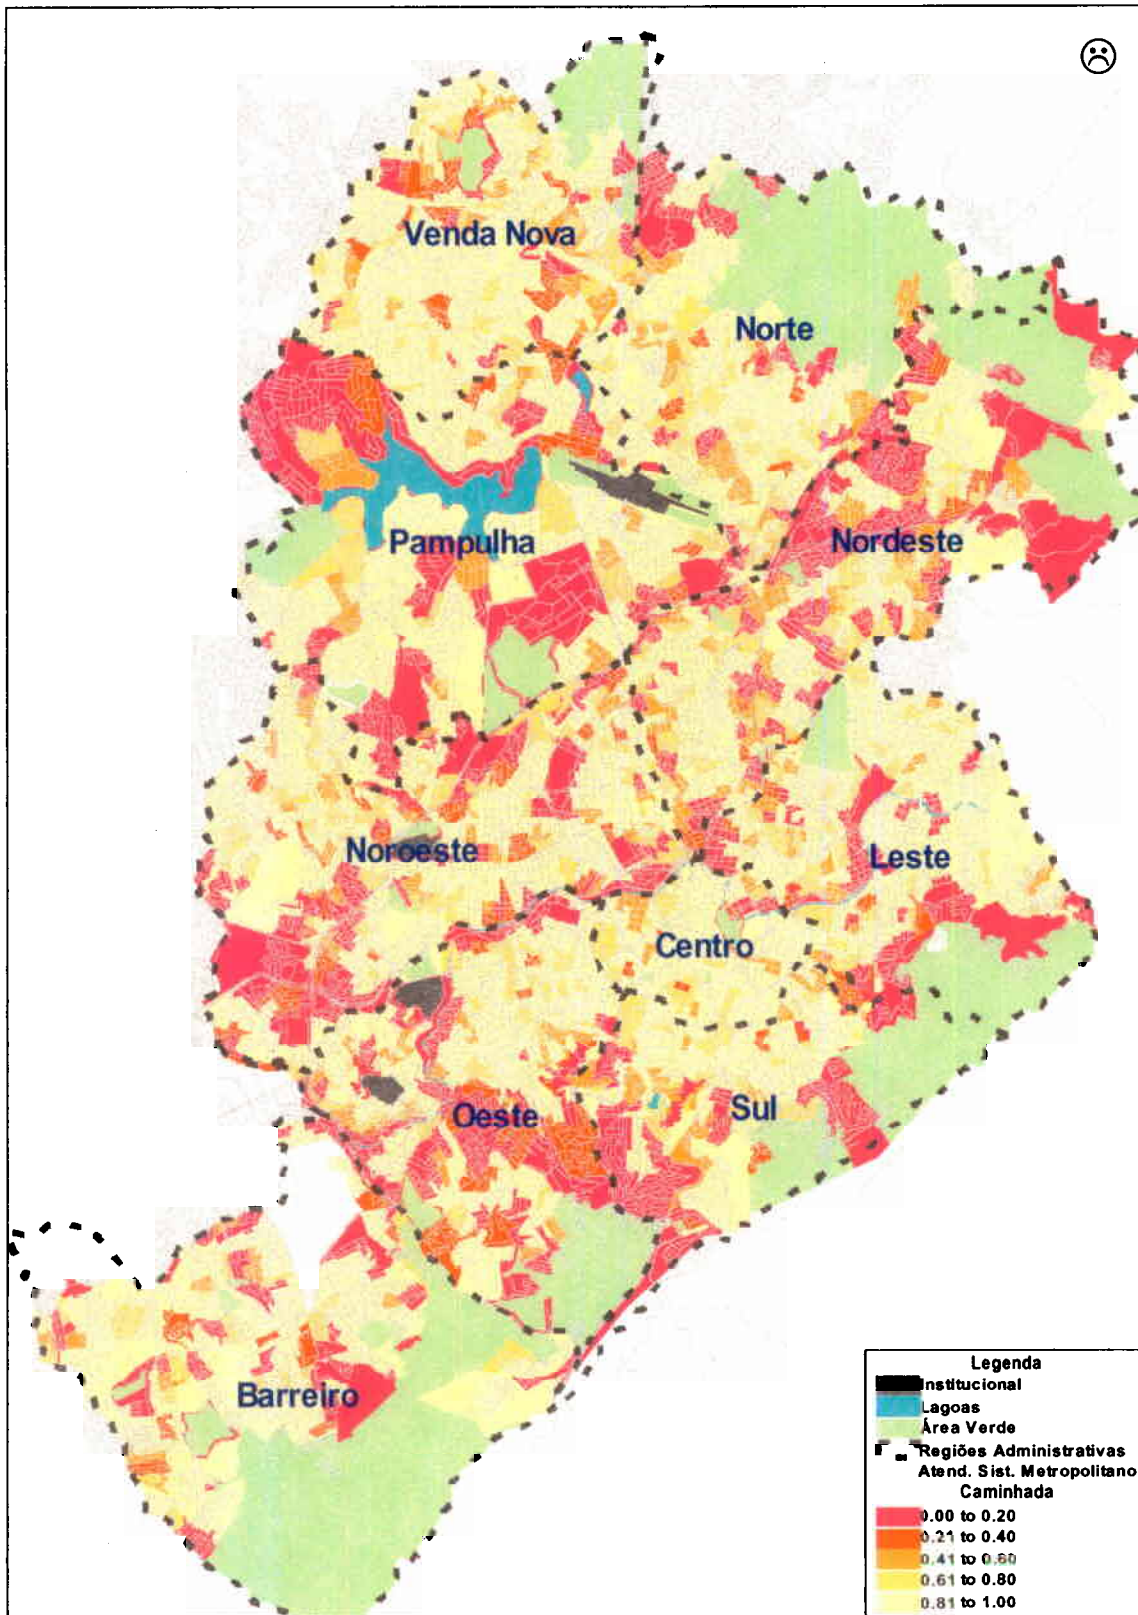 Venda Nova
Norte
Pampulha
Nordeste
Noroeste
Leste
Centro
Oeste
Sul
Barreiro
Legenda
Institucional
Lagoas
Área Verde
Regiões Administrativas
Atend. Sist. Metropolitano
Caminhada
0.00 to 0.20
0.21 to 0.40
0.41 to 0.60
0.61 to 0.80
0.81 to 1.00